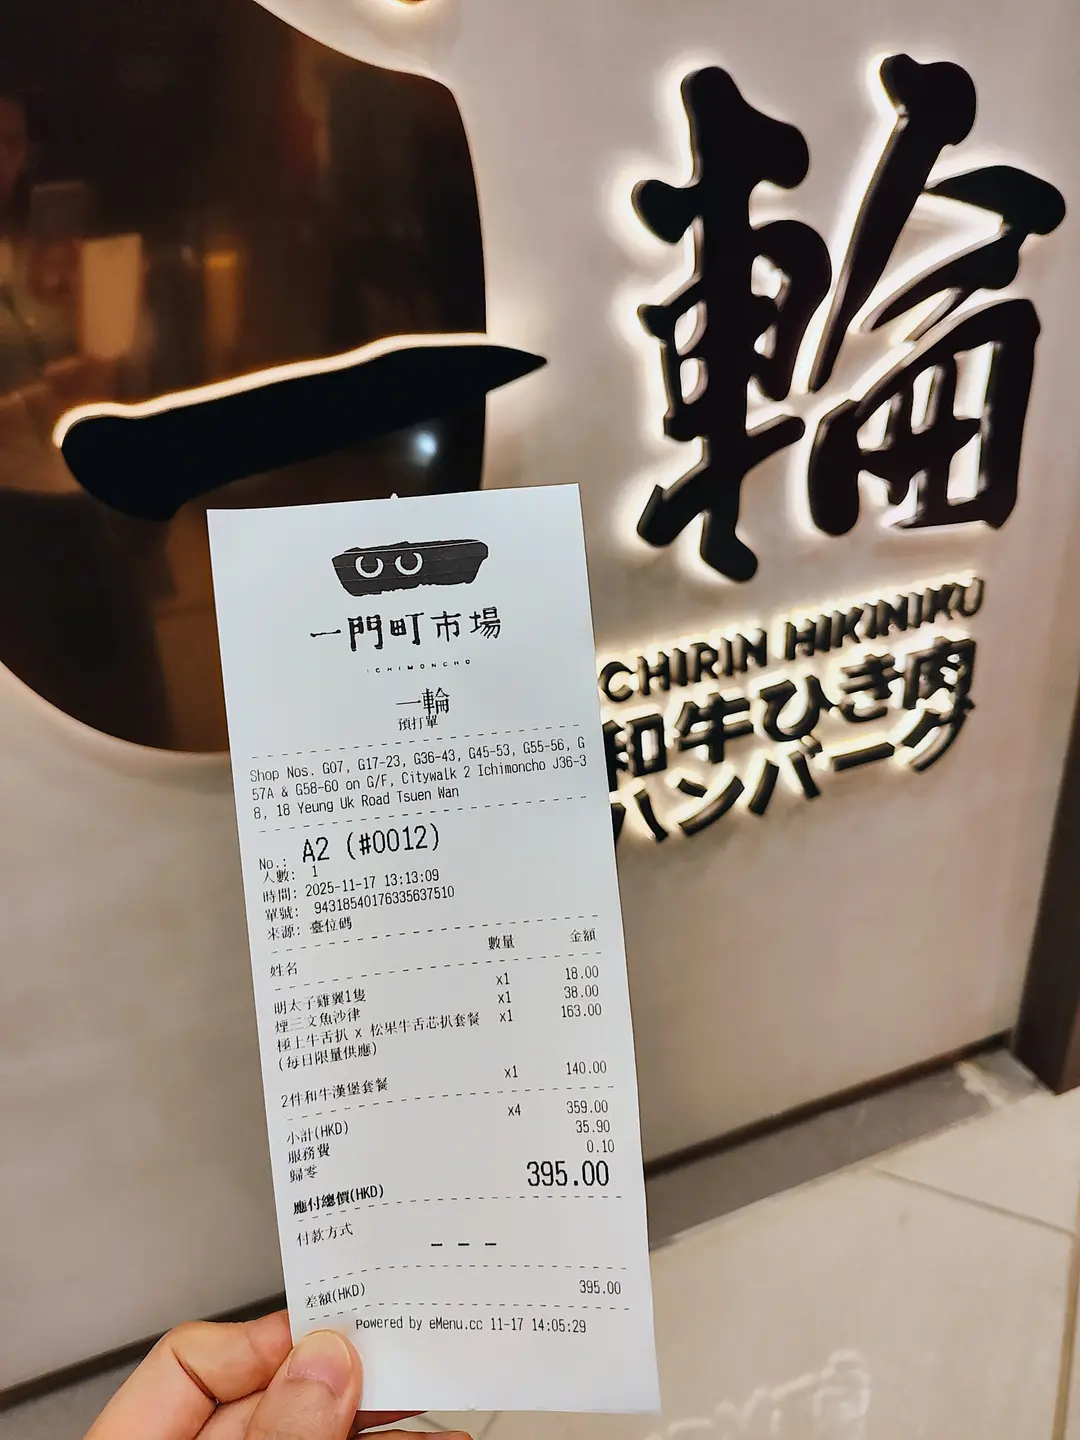 一輪
ICHIRIN HIKINIKU
和牛ひき肉
ハンバーグ
一門町市場
ICHIMONCHO
一輪
預打單
Shop Nos. G07, G17-23, G36-43, G45-53, G55-56, G
57A & G58-60 on G/F, Citywalk 2 Ichimoncho J36-3
8, 18 Yeung Uk Road Tsuen Wan
No.: A2 (#0012)
人數: 1
時間: 2025-11-17 13:13:09
單號: 94318540176335637510
來源: 臺位碼
姓名 數量 金額
明太子雞翼1隻 x1 18.00
煙三文魚沙律 x1 38.00
極上牛舌扒 x 松果牛舌芯扒套餐 x1 163.00
(每日限量供應)
2件和牛漢堡套餐 x1 140.00
小計(HKD) x4 359.00
服務費 35.90
歸零 0.10
應付總價(HKD) 395.00
付款方式
- - -
差額(HKD) 395.00
Powered by eMenu.cc 11-17 14:05:29